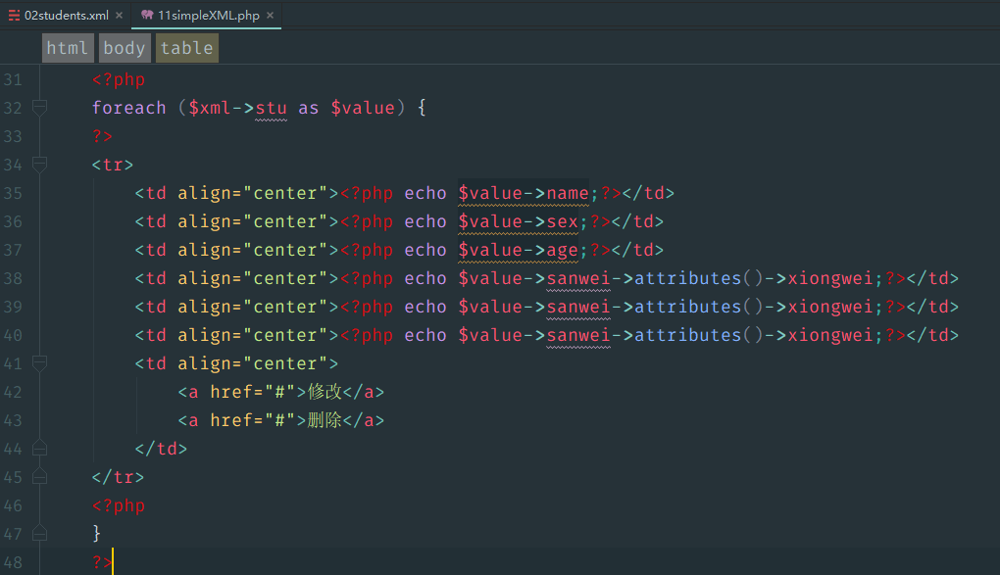 02students.xml × 11simpleXML.php ×
html body table
31 <?php
32 foreach ($xml->stu as $value) {
33 ?>
34 <tr>
35 <td align="center"><?php echo $value->name;?></td>
36 <td align="center"><?php echo $value->sex;?></td>
37 <td align="center"><?php echo $value->age;?></td>
38 <td align="center"><?php echo $value->sanwei->attributes()->xiongwei;?></td>
39 <td align="center"><?php echo $value->sanwei->attributes()->xiongwei;?></td>
40 <td align="center"><?php echo $value->sanwei->attributes()->xiongwei;?></td>
41 <td align="center">
42 <a href="#">修改</a>
43 <a href="#">删除</a>
44 </td>
45 </tr>
46 <?php
47 }
48 ?>